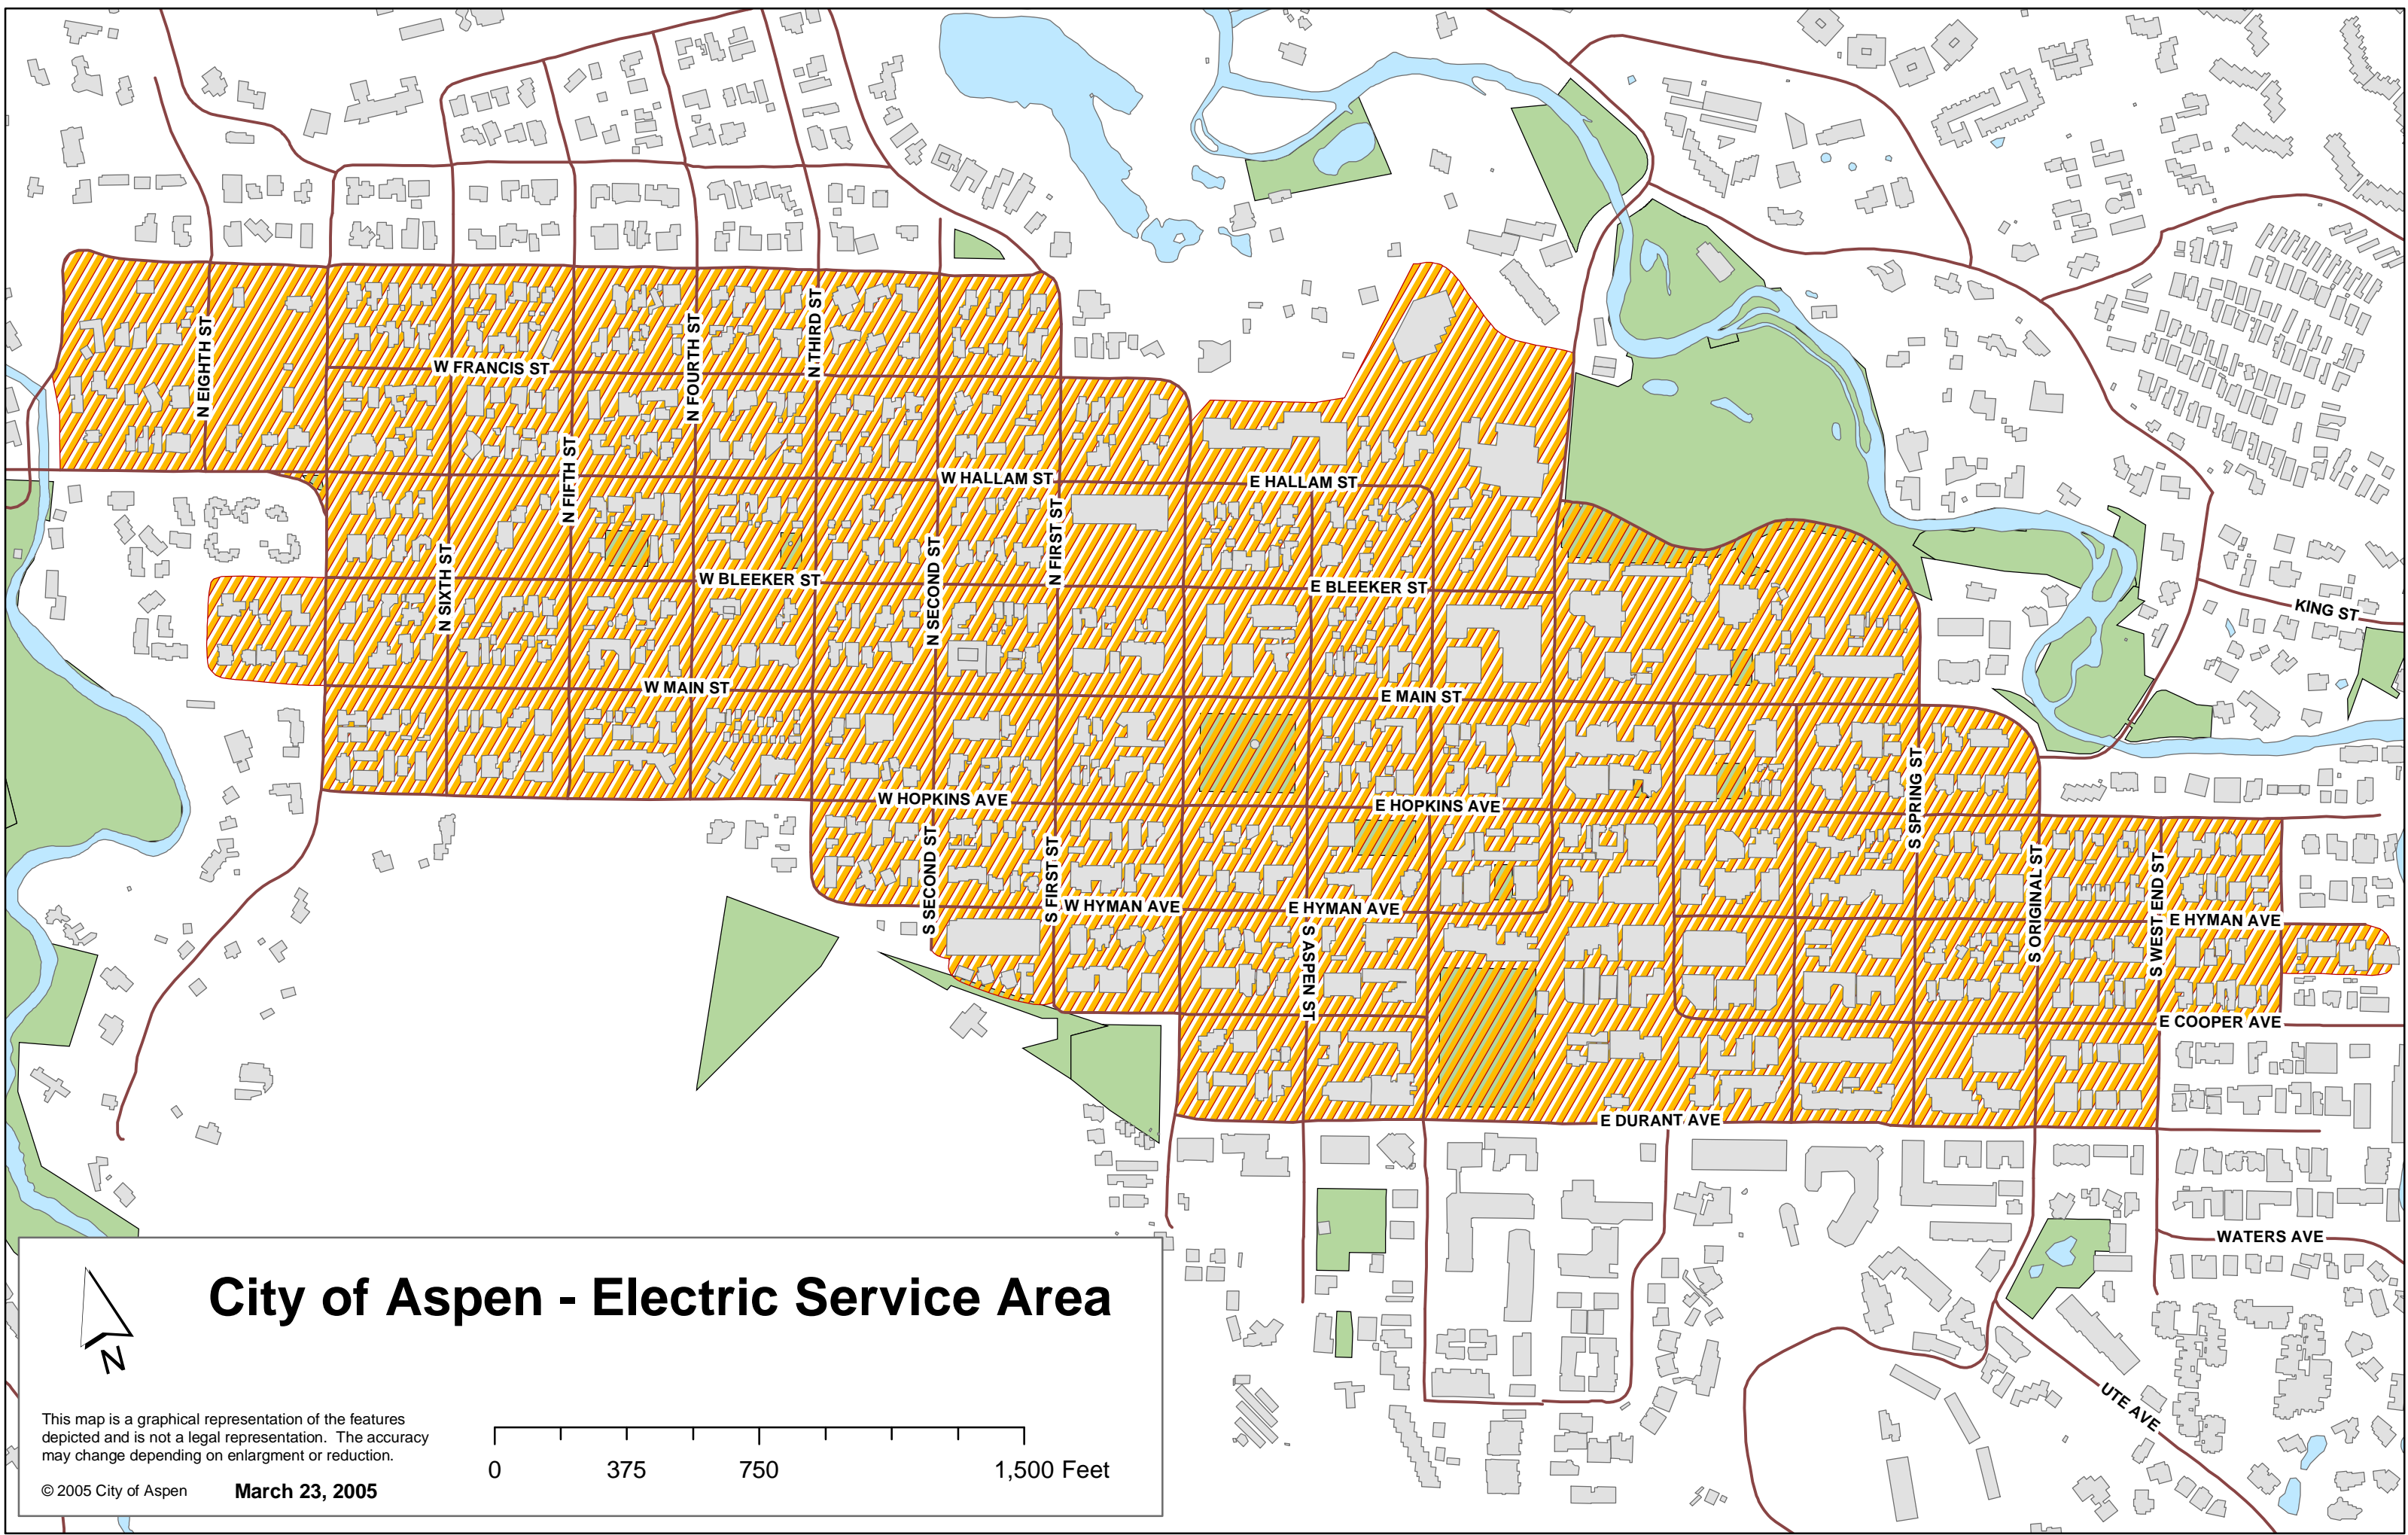 N EIGHTH ST
N THIRD ST
N FOURTH ST
W FRANCIS ST
N FIFTH ST
W HALLAM ST
E HALLAM ST
N FIRST ST
N SECOND ST
N SIXTH ST
W BLEEKER ST
E BLEEKER ST
KING ST
W MAIN ST
E MAIN ST
S SPRING ST
W HOPKINS AVE
E HOPKINS AVE
S SECOND ST
S FIRST ST
S ORIGINAL ST
S WEST END ST
W HYMAN AVE
E HYMAN AVE
E HYMAN AVE
S ASPEN ST
E COOPER AVE
E DURANT AVE
WATERS AVE
UTE AVE
City of Aspen - Electric Service Area
N
This map is a graphical representation of the features
depicted and is not a legal representation. The accuracy
may change depending on enlargment or reduction.
© 2005 City of Aspen
March 23, 2005
0 375 750 1,500 Feet